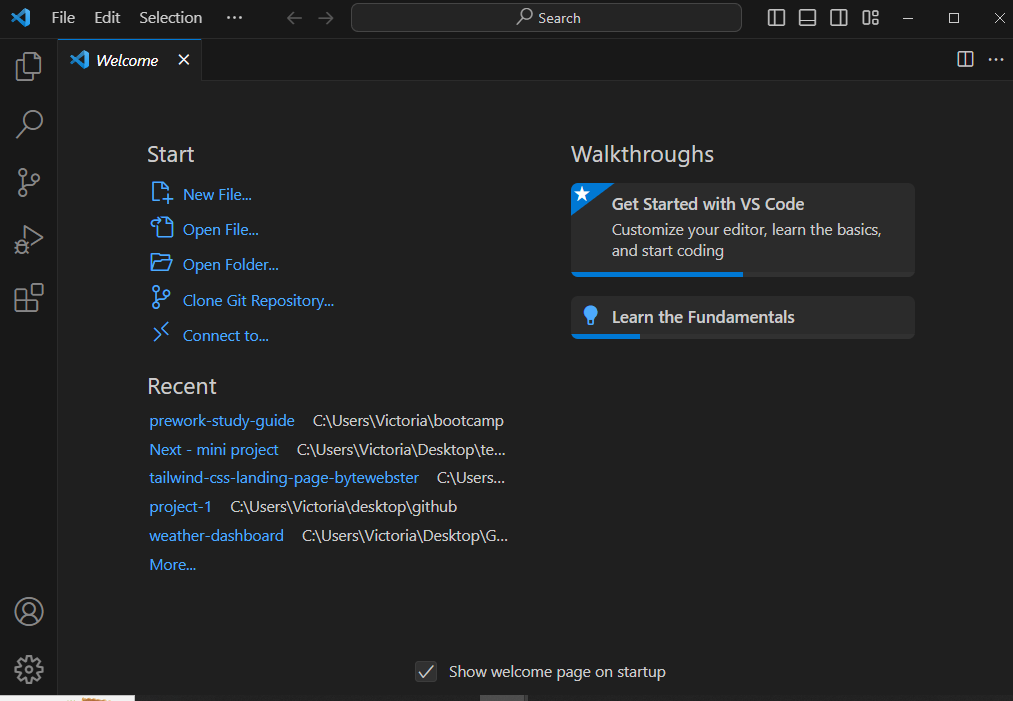 File Edit Selection ··· Search
Welcome
Start
New File...
Open File...
Open Folder...
Clone Git Repository...
Connect to...
Recent
prework-study-guide C:\Users\Victoria\bootcamp
Next - mini project C:\Users\Victoria\Desktop\te...
tailwind-css-landing-page-bytewebster C:\Users...
project-1 C:\Users\Victoria\desktop\github
weather-dashboard C:\Users\Victoria\Desktop\G...
More...
Walkthroughs
Get Started with VS Code
Customize your editor, learn the basics,
and start coding
Learn the Fundamentals
Show welcome page on startup